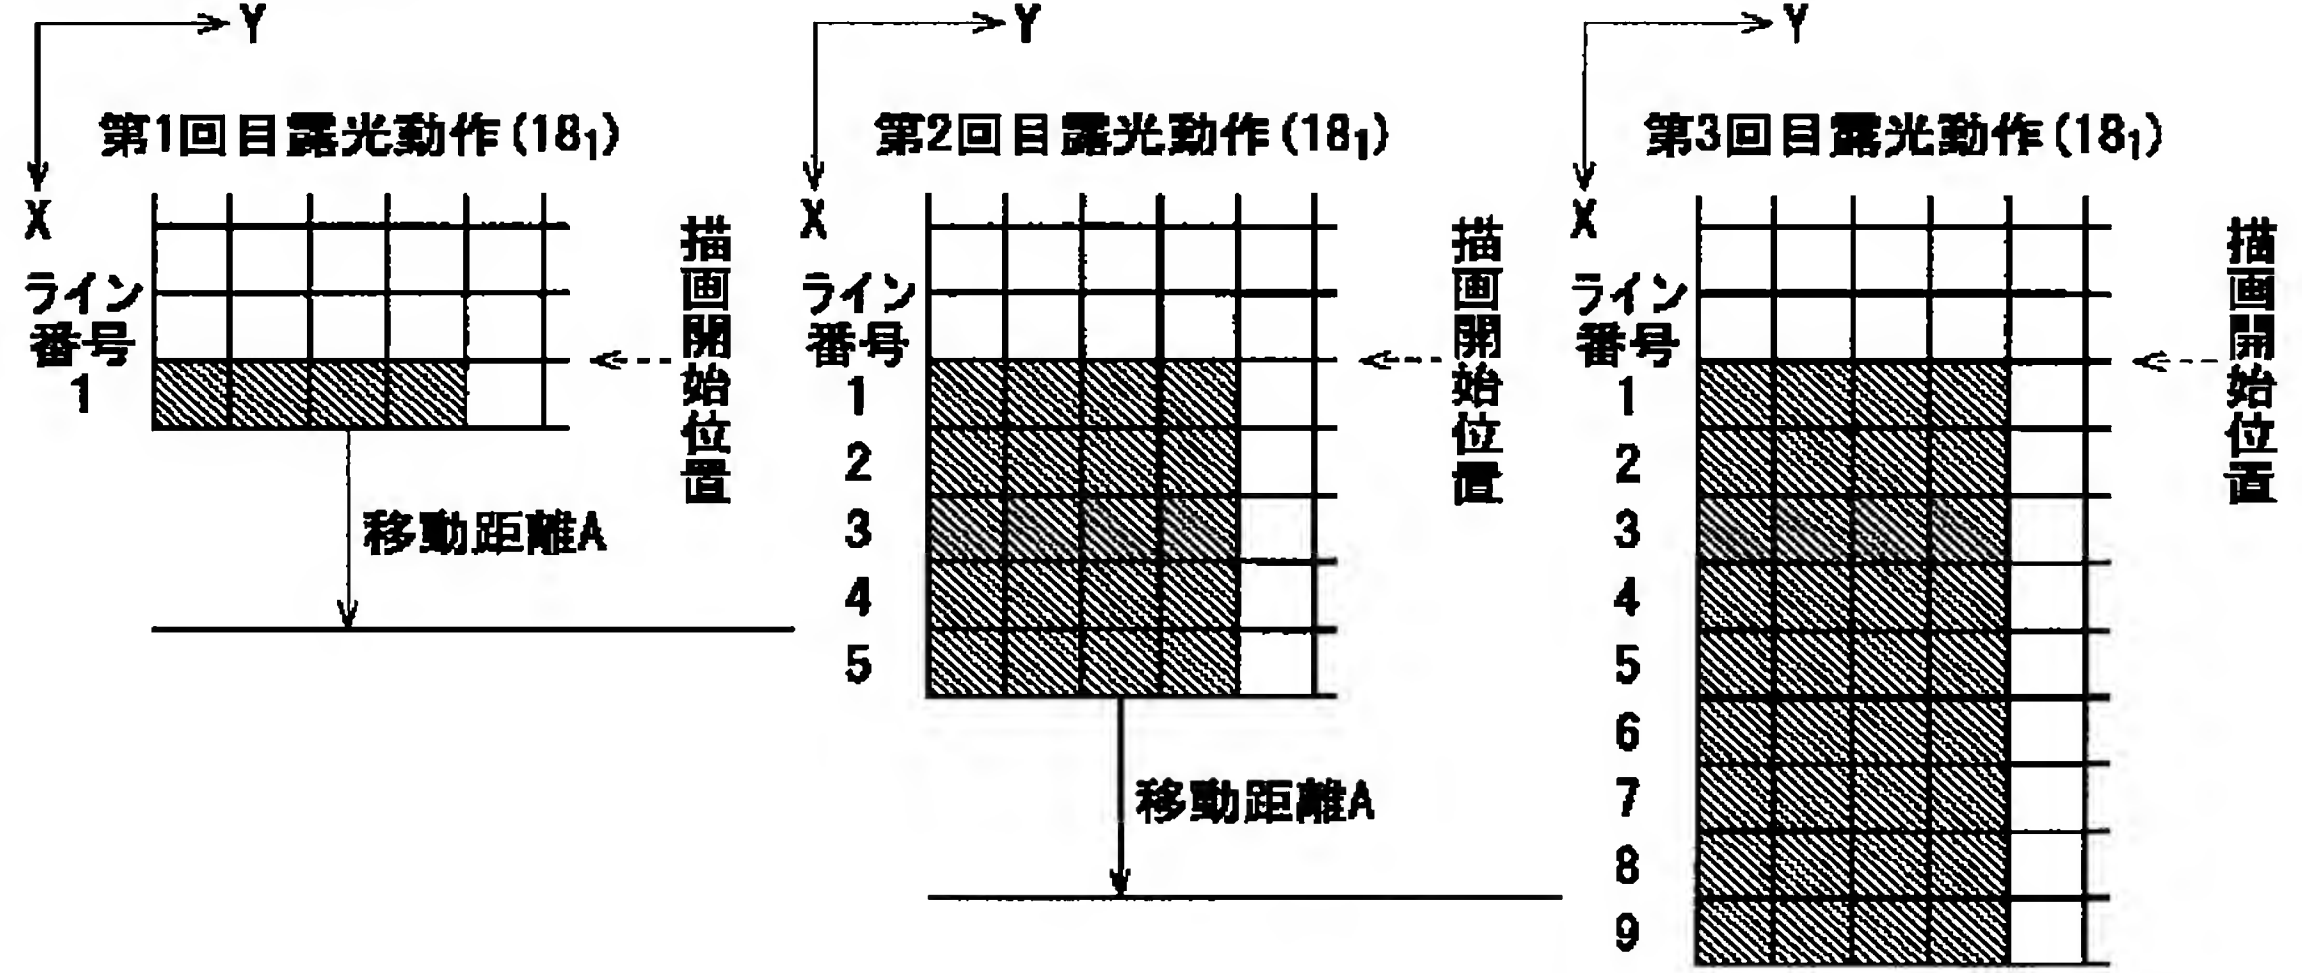 Y
X
第1回目露光動作(18₁)
ライン
番号
1
描画開始位置
移動距離A
Y
X
第2回目露光動作(18₁)
ライン
番号
1
2
3
4
5
描画開始位置
移動距離A
Y
X
第3回目露光動作(18₁)
ライン
番号
1
2
3
4
5
6
7
8
9
描画開始位置